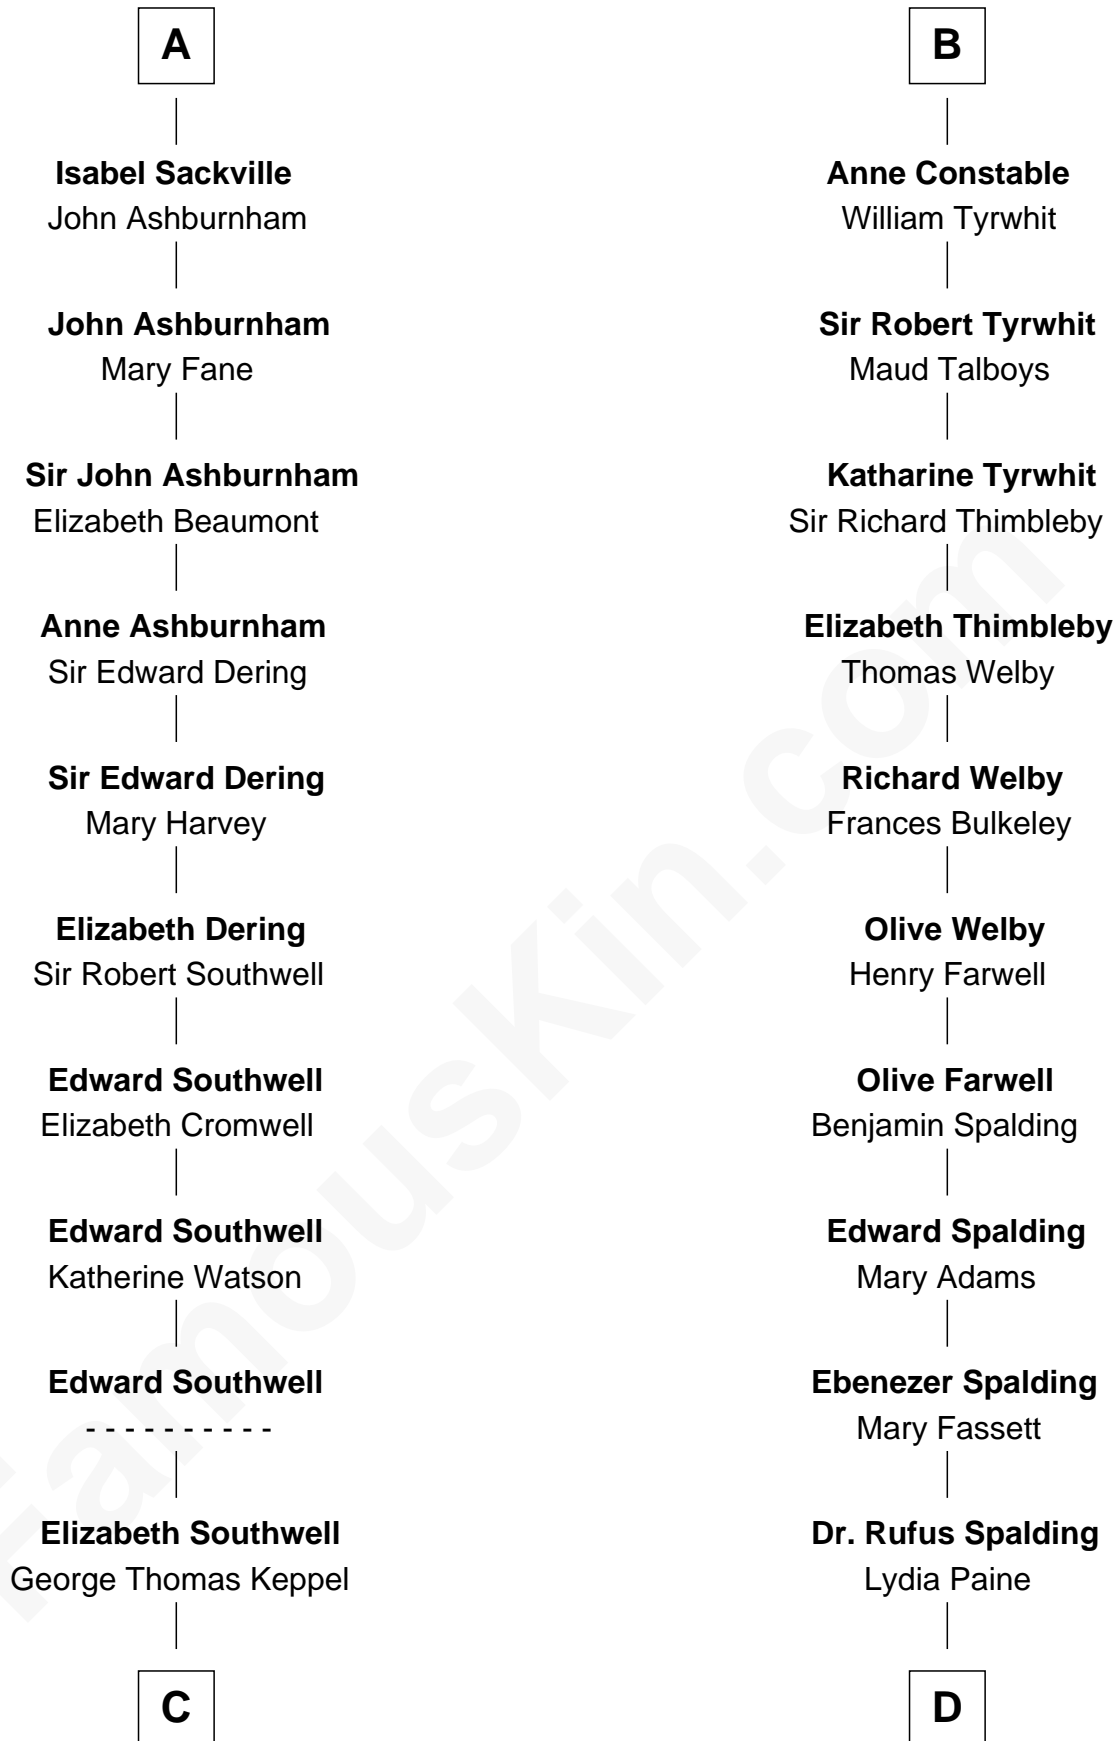 A
Isabel Sackville
John Ashburnham
John Ashburnham
Mary Fane
Sir John Ashburnham
Elizabeth Beaumont
Anne Ashburnham
Sir Edward Dering
Sir Edward Dering
Mary Harvey
Elizabeth Dering
Sir Robert Southwell
Edward Southwell
Elizabeth Cromwell
Edward Southwell
Katherine Watson
Edward Southwell
- - - - - - - - - -
Elizabeth Southwell
George Thomas Keppel
C
B
Anne Constable
William Tyrwhit
Sir Robert Tyrwhit
Maud Talboys
Katharine Tyrwhit
Sir Richard Thimbleby
Elizabeth Thimbleby
Thomas Welby
Richard Welby
Frances Bulkeley
Olive Welby
Henry Farwell
Olive Farwell
Benjamin Spalding
Edward Spalding
Mary Adams
Ebenezer Spalding
Mary Fassett
Dr. Rufus Spalding
Lydia Paine
D
FamousKin.com